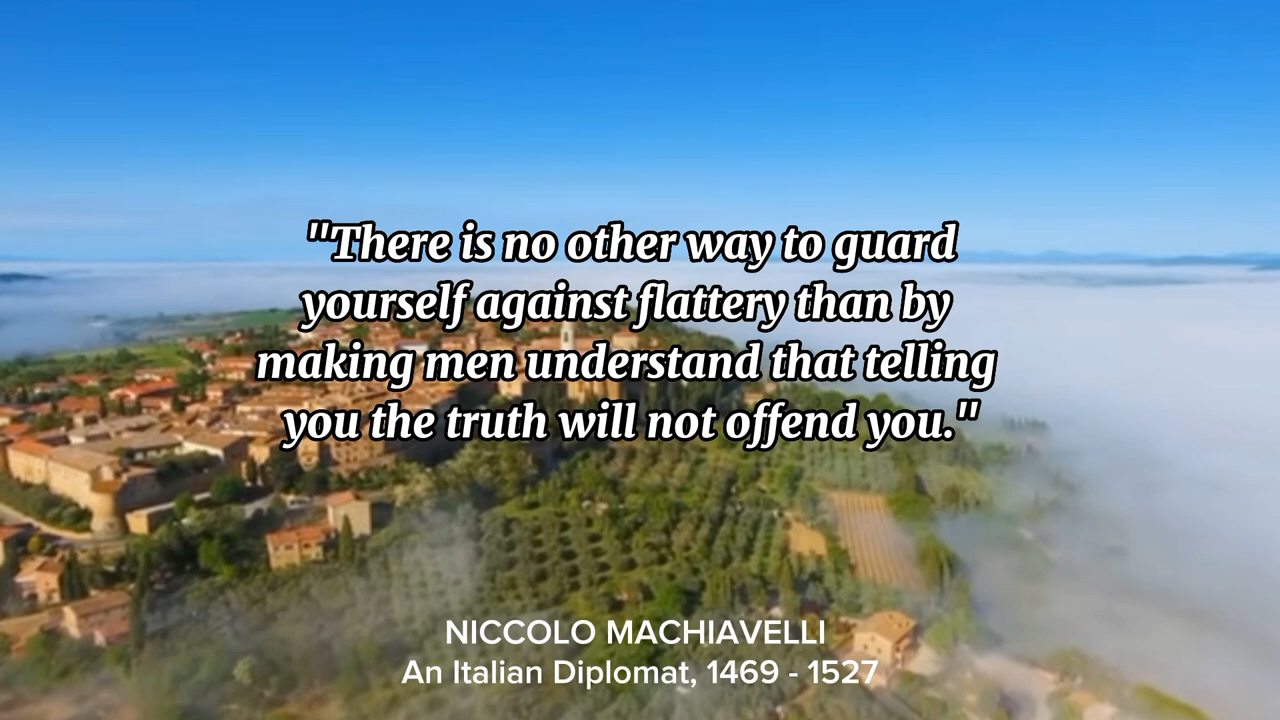 "There is no other way to guard
yourself against flattery than by
making men understand that telling
you the truth will not offend you."
NICCOLO MACHIAVELLI
An Italian Diplomat, 1469 - 1527